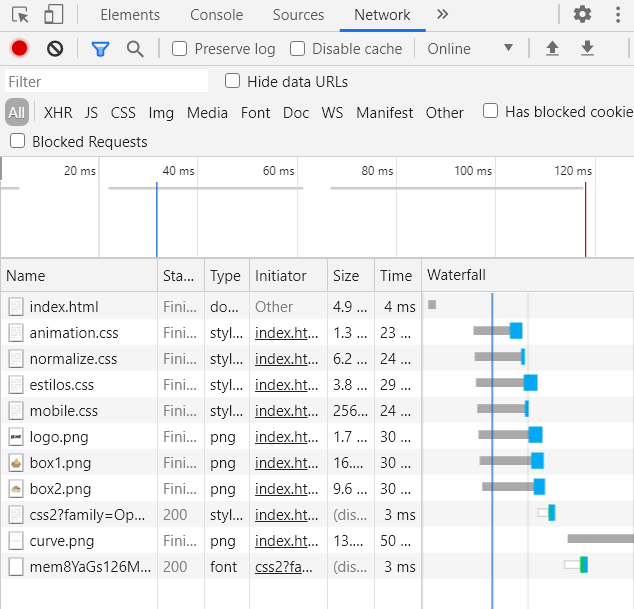 Elements Console Sources Network
Preserve log Disable cache Online
Filter Hide data URLs
All XHR JS CSS Img Media Font Doc WS Manifest Other Has blocked cookie
Blocked Requests
20 ms 40 ms 60 ms 80 ms 100 ms 120 ms
Name Sta... Type Initiator Size Time Waterfall
index.html Fini... do... Other 4.9 ... 4 ms
animation.css Fini... styl... index.ht... 1.3 ... 23 ...
normalize.css Fini... styl... index.ht... 6.2 ... 24 ...
estilos.css Fini... styl... index.ht... 3.8 ... 29 ...
mobile.css Fini... styl... index.ht... 256... 24 ...
logo.png Fini... png index.ht... 1.7 ... 30 ...
box1.png Fini... png index.ht... 16.... 30 ...
box2.png Fini... png index.ht... 9.6 ... 30 ...
css2?family=Op... 200 styl... index.ht... (dis... 3 ms
curve.png Fini... png index.ht... 13.... 50 ...
mem8YaGs126M... 200 font css2?fa... (dis... 3 ms